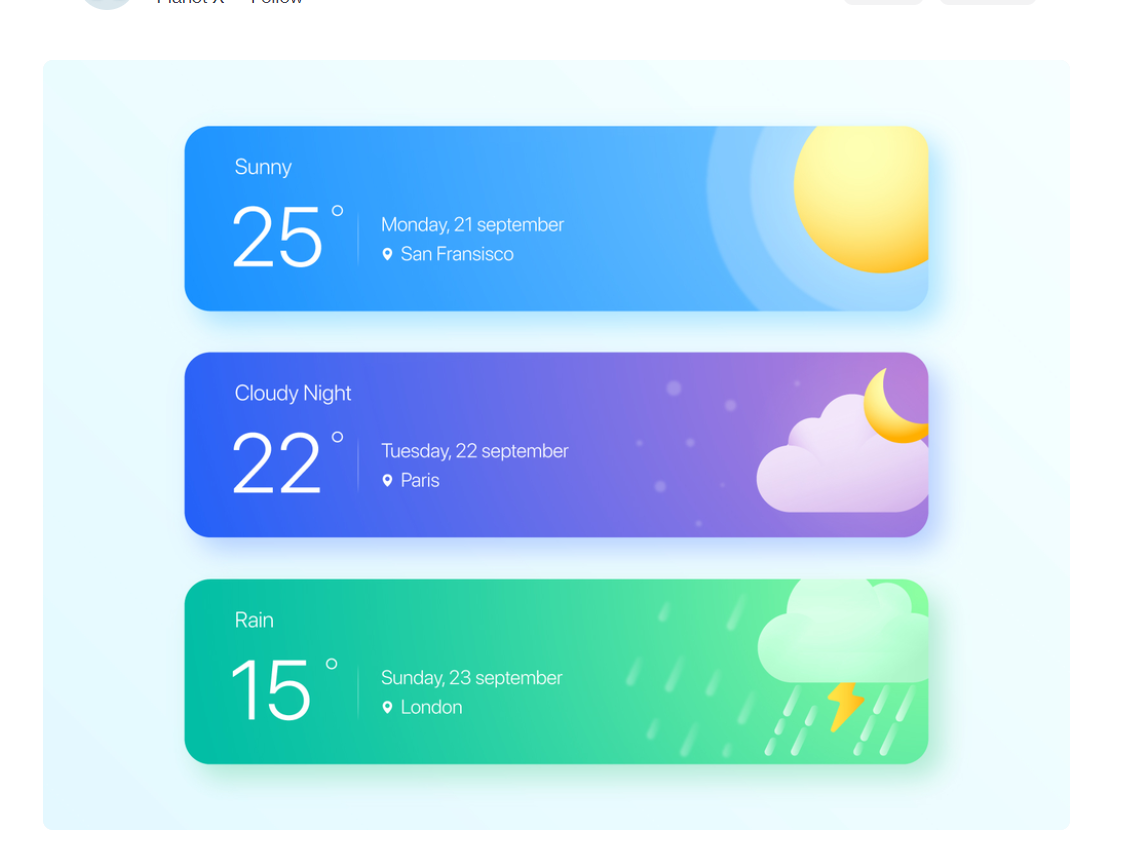 Planet X Follow
Sunny
25°
Monday, 21 september
San Fransisco
Cloudy Night
22°
Tuesday, 22 september
Paris
Rain
15°
Sunday, 23 september
London